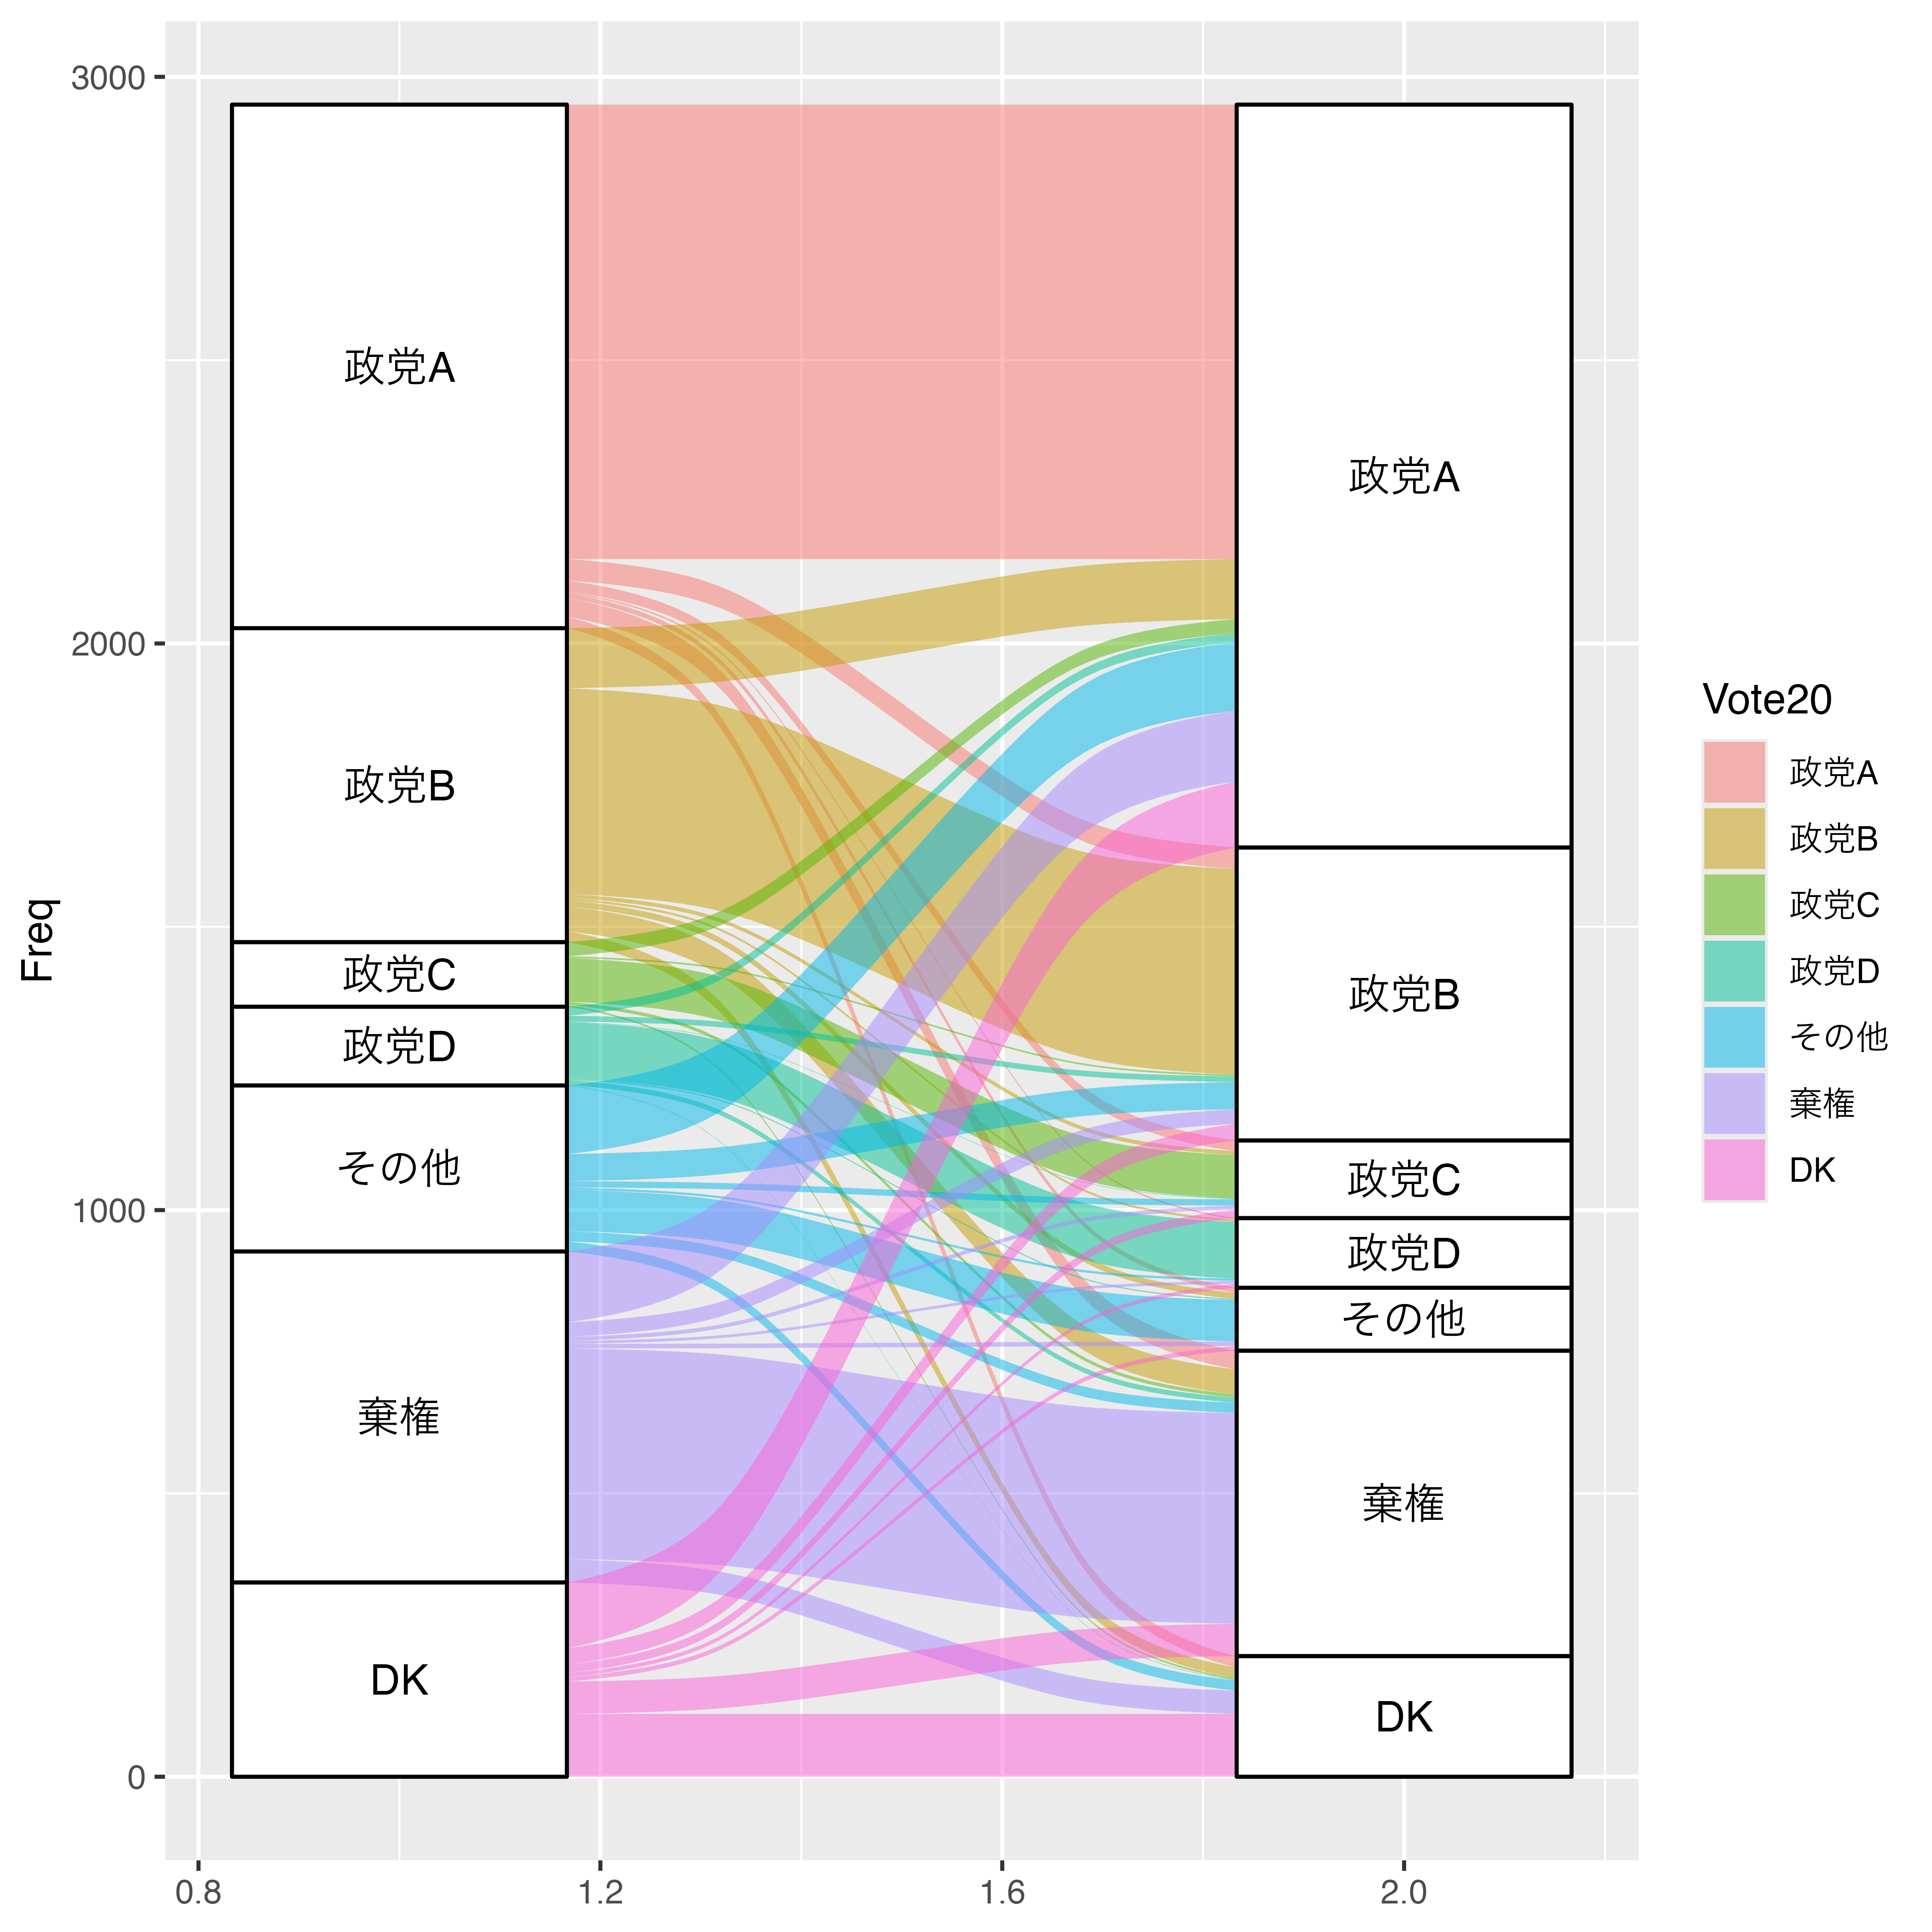 3000
2000
1000
0
Freq
政党A
政党B
政党C
政党D
その他
棄権
DK
政党A
政党B
政党C
政党D
その他
棄権
DK
0.8
1.2
1.6
2.0
Vote20
政党A
政党B
政党C
政党D
その他
棄権
DK